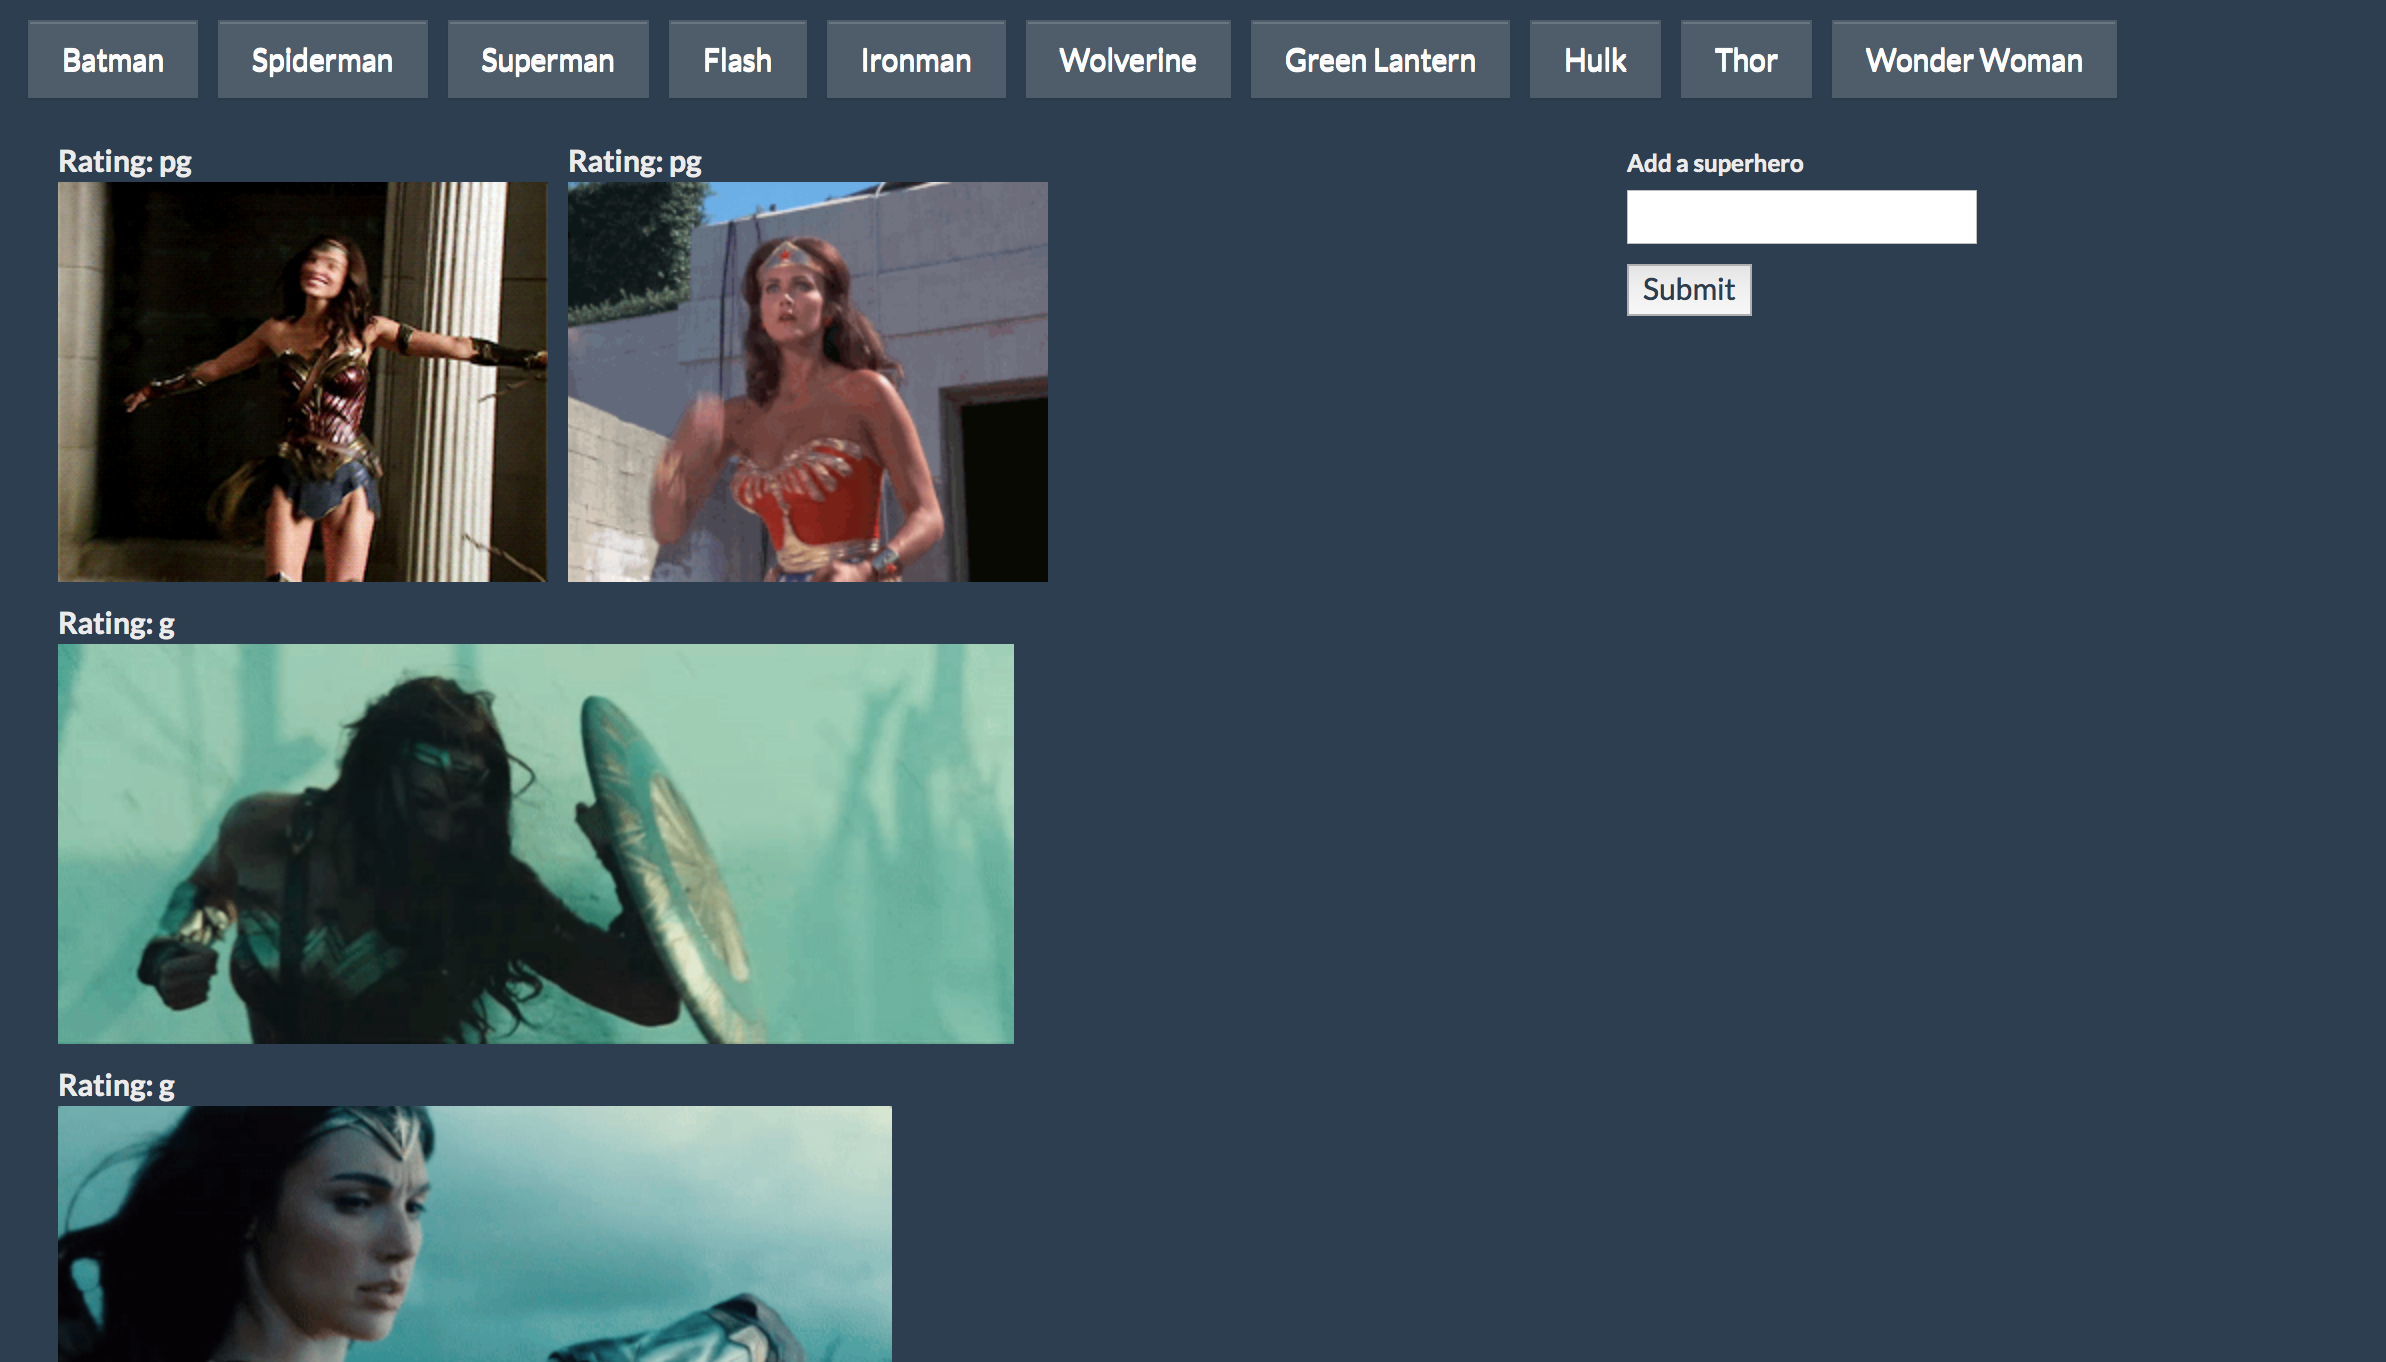 Batman Spiderman Superman Flash Ironman Wolverine Green Lantern Hulk Thor Wonder Woman
Rating: pg Rating: pg
Add a superhero
Submit
Rating: g
Rating: g